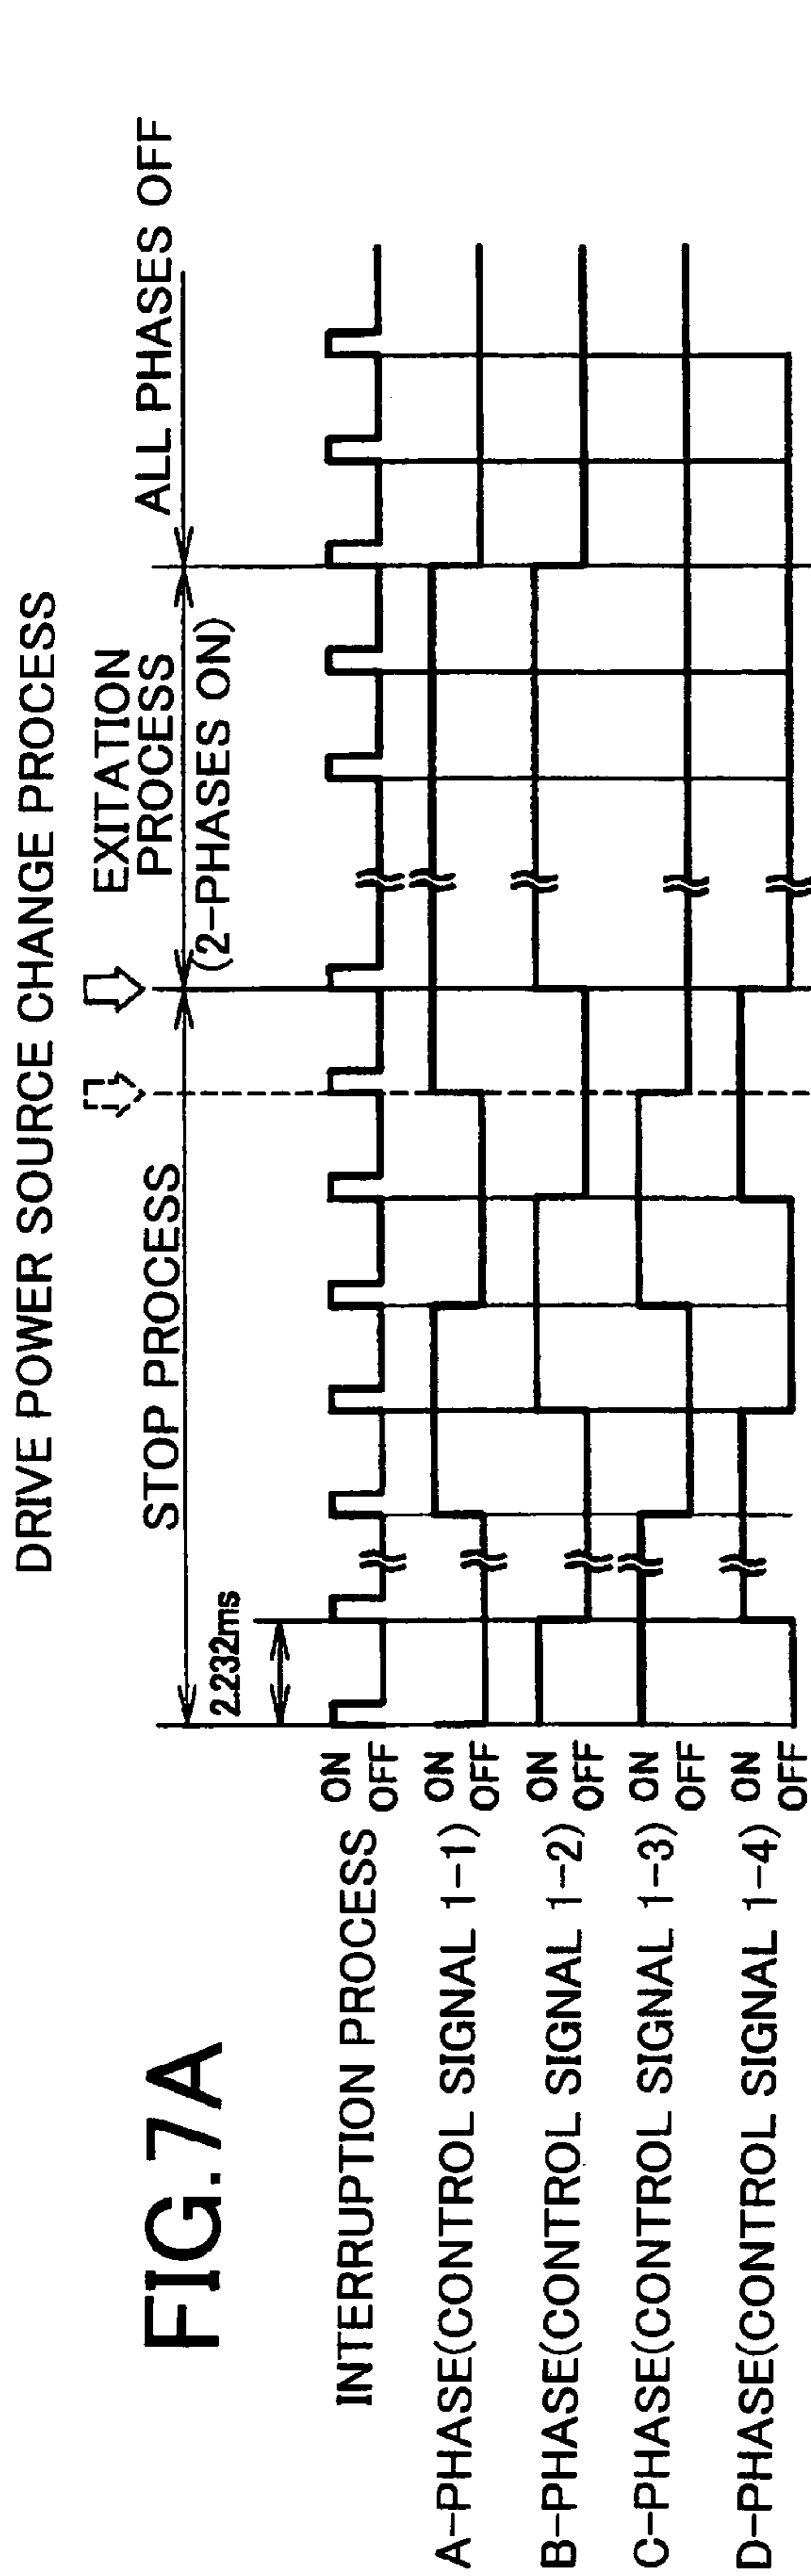 FIG.7A
DRIVE POWER SOURCE CHANGE PROCESS
STOP PROCESS
EXITATION
PROCESS
(2-PHASES ON)
ALL PHASES OFF
2.232ms
INTERRUPTION PROCESS
ON
OFF
A-PHASE(CONTROL SIGNAL 1-1)
ON
OFF
B-PHASE(CONTROL SIGNAL 1-2)
ON
OFF
C-PHASE(CONTROL SIGNAL 1-3)
ON
OFF
D-PHASE(CONTROL SIGNAL 1-4)
ON
OFF